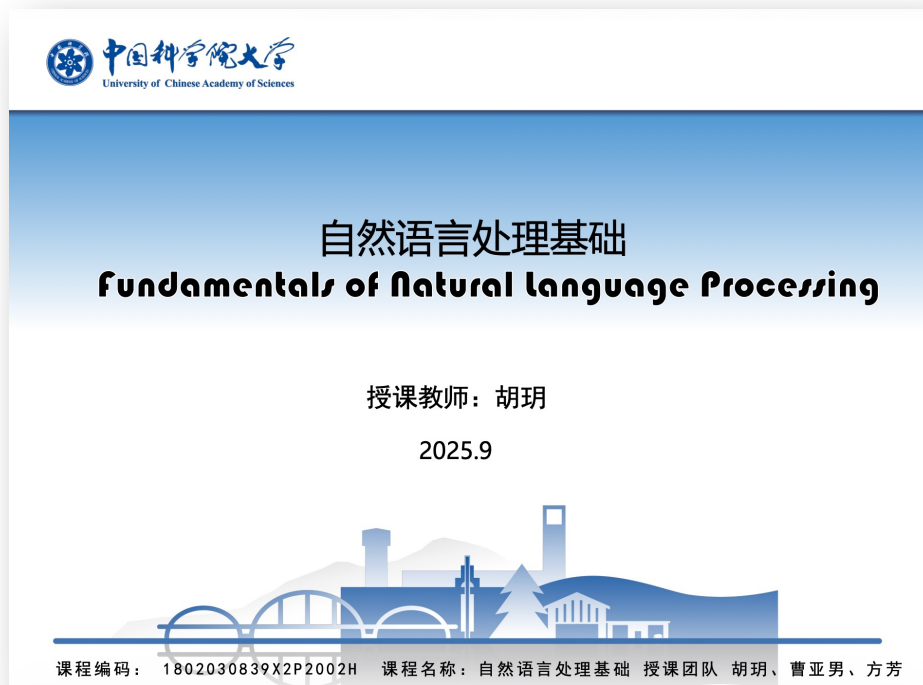 中国科学院大学
University of Chinese Academy of Sciences
自然语言处理基础
Fundamentals of Natural Language Processing
授课教师：胡玥
2025.9
课程编码： 1802030839X2P2002H 课程名称：自然语言处理基础 授课团队 胡玥、曹亚男、方芳